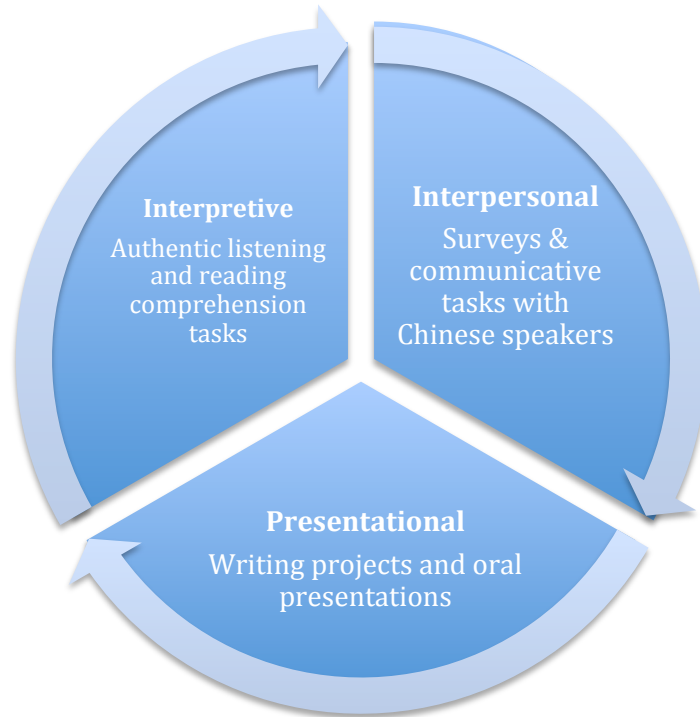 Interpretive
Authentic listening
and reading
comprehension
tasks
Interpersonal
Surveys &
communicative
tasks with
Chinese speakers
Presentational
Writing projects and oral
presentations